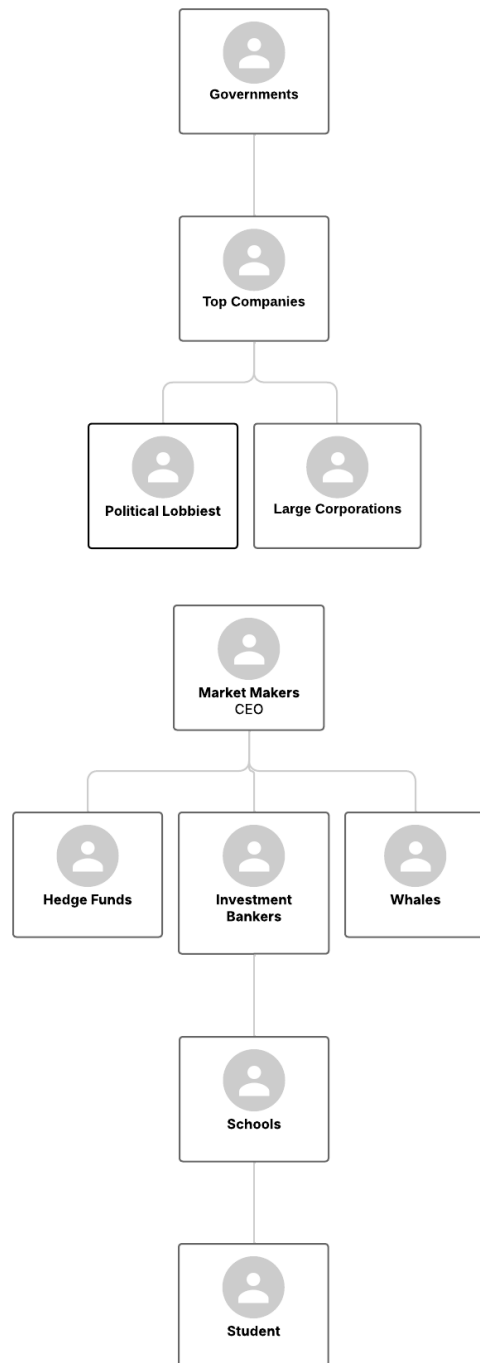 Governments
Top Companies
Political Lobbiest
Large Corporations
Market Makers
CEO
Hedge Funds
Investment
Bankers
Whales
Schools
Student